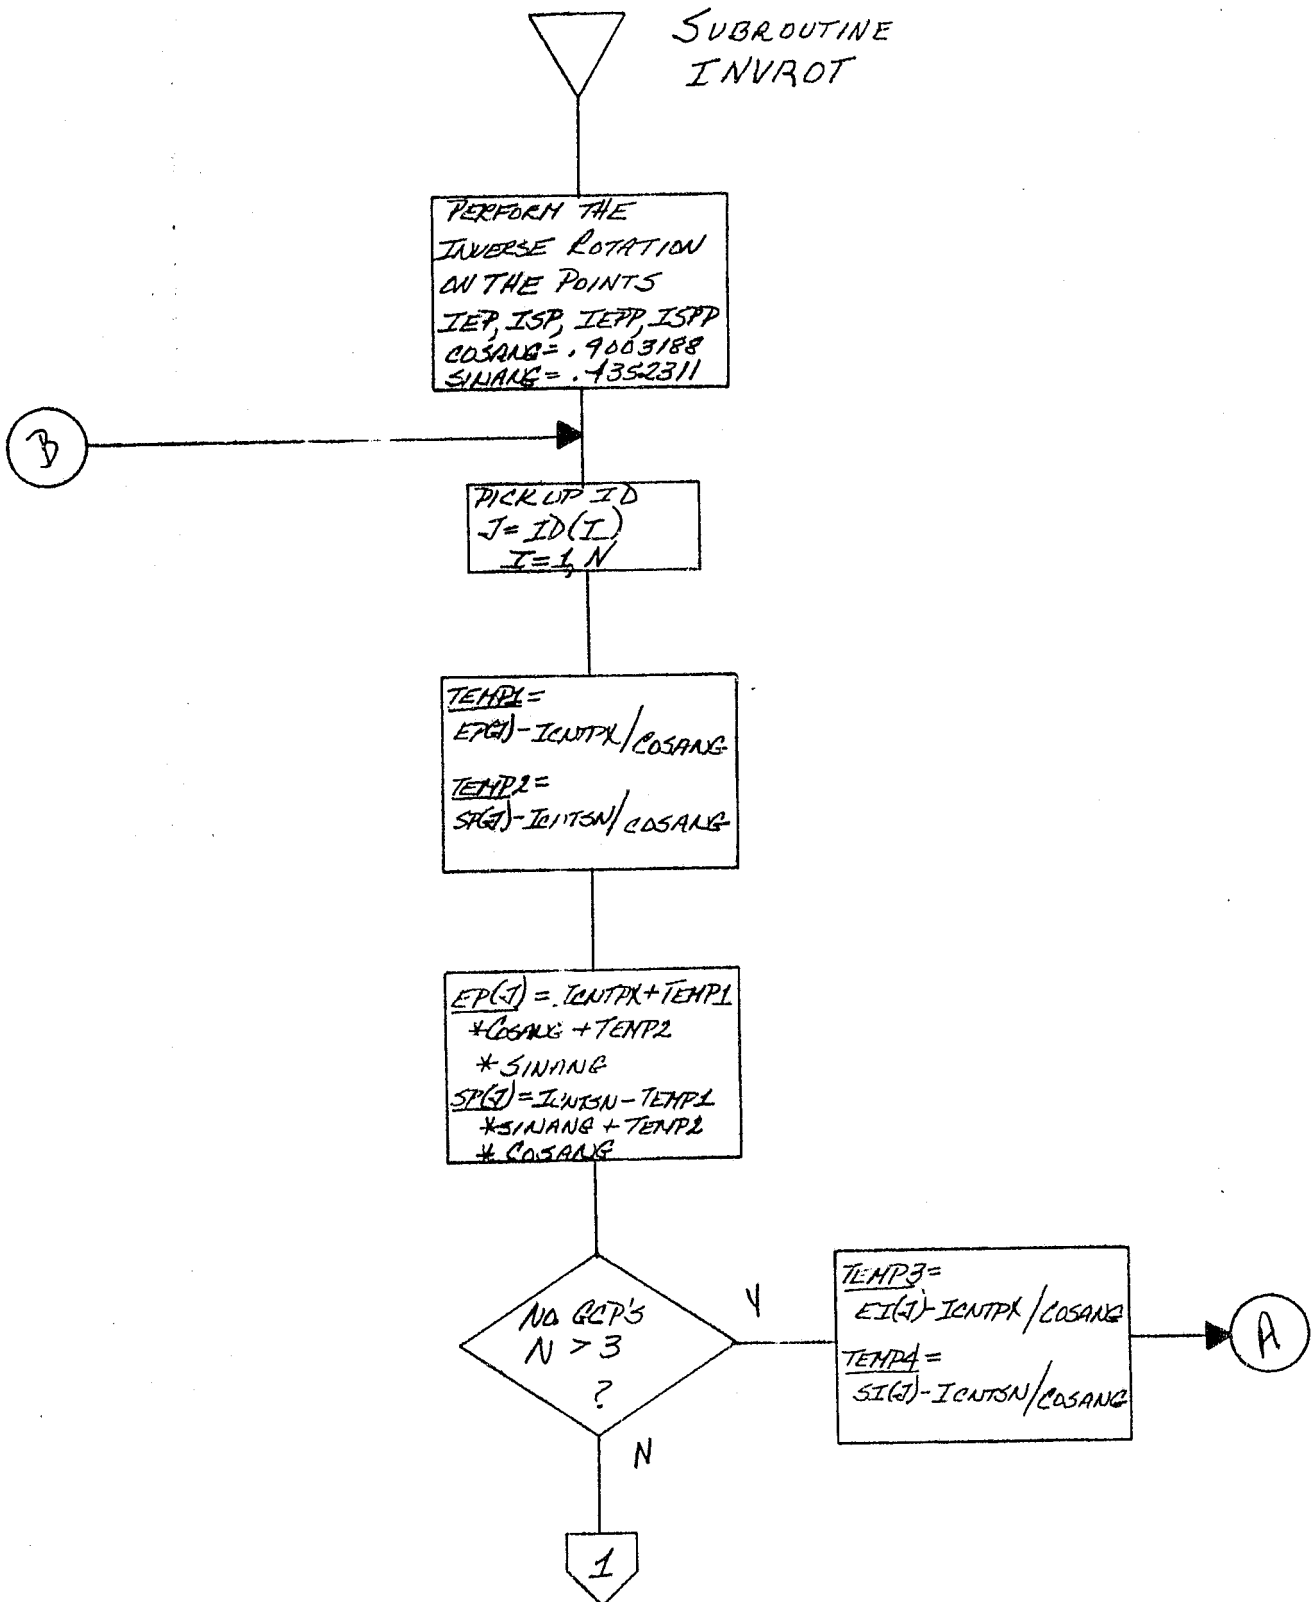 SUBROUTINE
INVROT
PERFORM THE
INVERSE ROTATION
ON THE POINTS
IEP, ISP, IEPP, ISPP
COSANG = .9003188
SINANG = .4352311
B
PICK UP ID
J = ID(I)
I = 1, N
TEMP1 =
EP(J) - ICNTPX / COSANG
TEMP2 =
SP(J) - ICNTSN / COSANG
EP(J) = ICNTPX + TEMP1
* COSANG + TEMP2
* SINANG
SP(J) = ICNTSN - TEMP1
* SINANG + TEMP2
* COSANG
NO. GCP'S
N > 3
?
Y
TEMP3 =
EI(J) - ICNTPX / COSANG
TEMP4 =
SI(J) - ICNTSN / COSANG
A
N
1